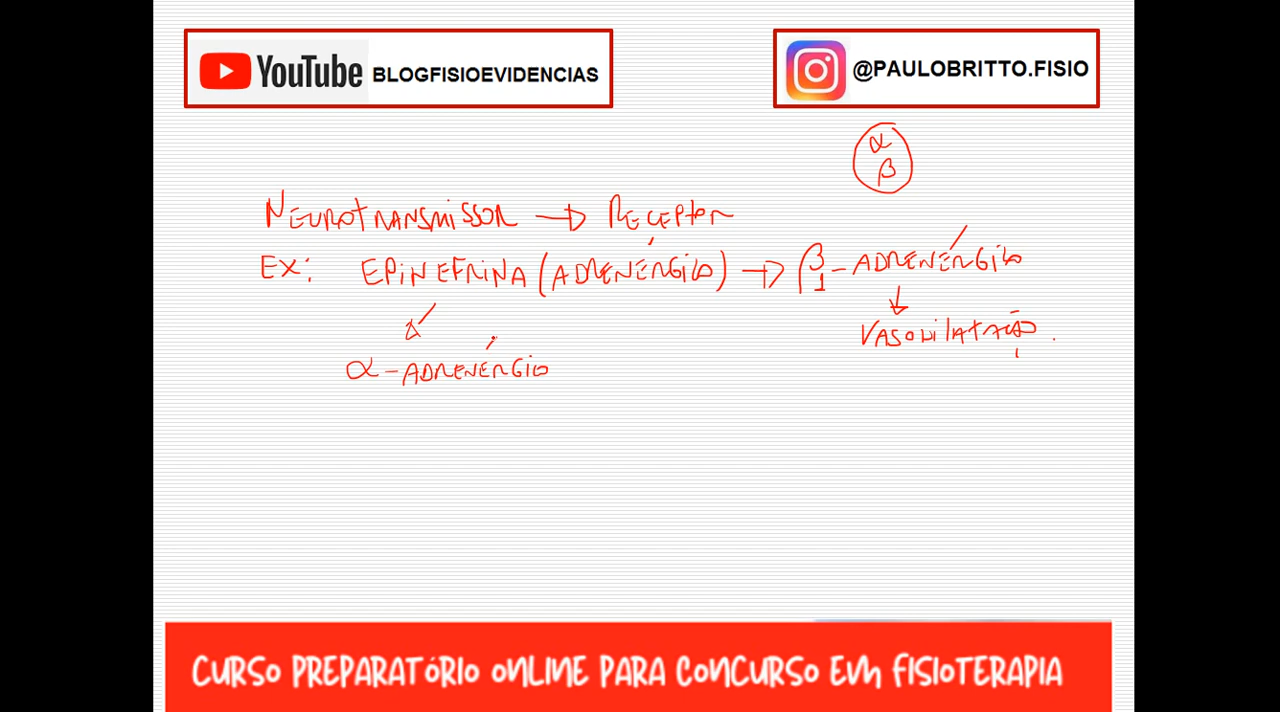 YouTube BLOGFISIOEVIDENCIAS
@PAULOBRITTO.FISIO
α
β
NEUROTRANSMISSOR → RECEPTOR
EX: EPINEFRINA (ADRENÉRGICO) → β1-ADRENÉRGICO
VASODILATAÇÃO.
α-ADRENÉRGICO
CURSO PREPARATÓRIO ONLINE PARA CONCURSO EM FISIOTERAPIA